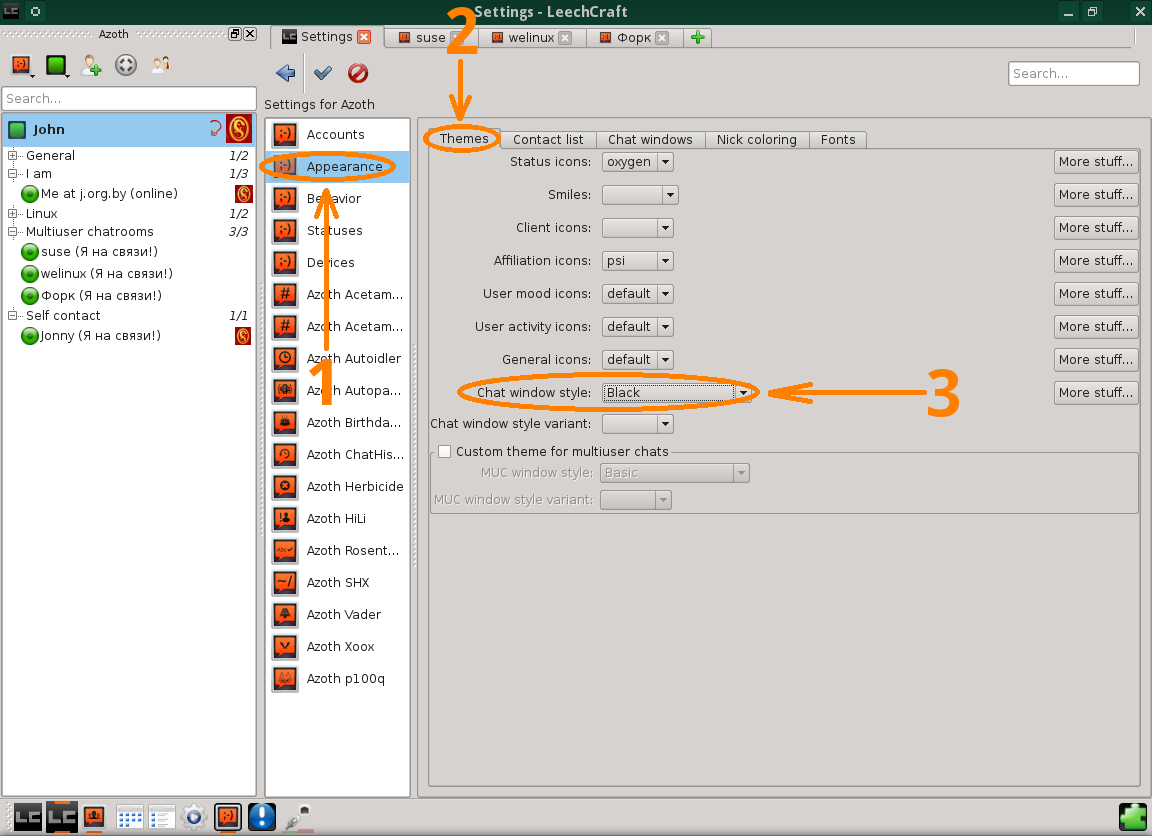 Settings - LeechCraft
Azoth
Settings
suse
2
welinux
Форк
Search...
Search...
Settings for Azoth
John
General 1/2
I am 1/3
Me at j.org.by (online)
Linux 1/2
Multiuser chatrooms 3/3
suse (Я на связи!)
welinux (Я на связи!)
Форк (Я на связи!)
Self contact 1/1
Jonny (Я на связи!)
Accounts
Appearance
Behavior
Statuses
Devices
Azoth Acetam...
Azoth Acetam...
Azoth Autoidler
1
Azoth Autopa...
Azoth Birthda...
Azoth ChatHis...
Azoth Herbicide
Azoth HiLi
Azoth Rosent...
Azoth SHX
Azoth Vader
Azoth Xoox
Azoth p100q
Themes Contact list Chat windows Nick coloring Fonts
Status icons: oxygen More stuff...
Smiles: More stuff...
Client icons: More stuff...
Affiliation icons: psi More stuff...
User mood icons: default More stuff...
User activity icons: default More stuff...
General icons: default More stuff...
Chat window style: Black 3 More stuff...
Chat window style variant:
Custom theme for multiuser chats
MUC window style: Basic
MUC window style variant:
LC LC